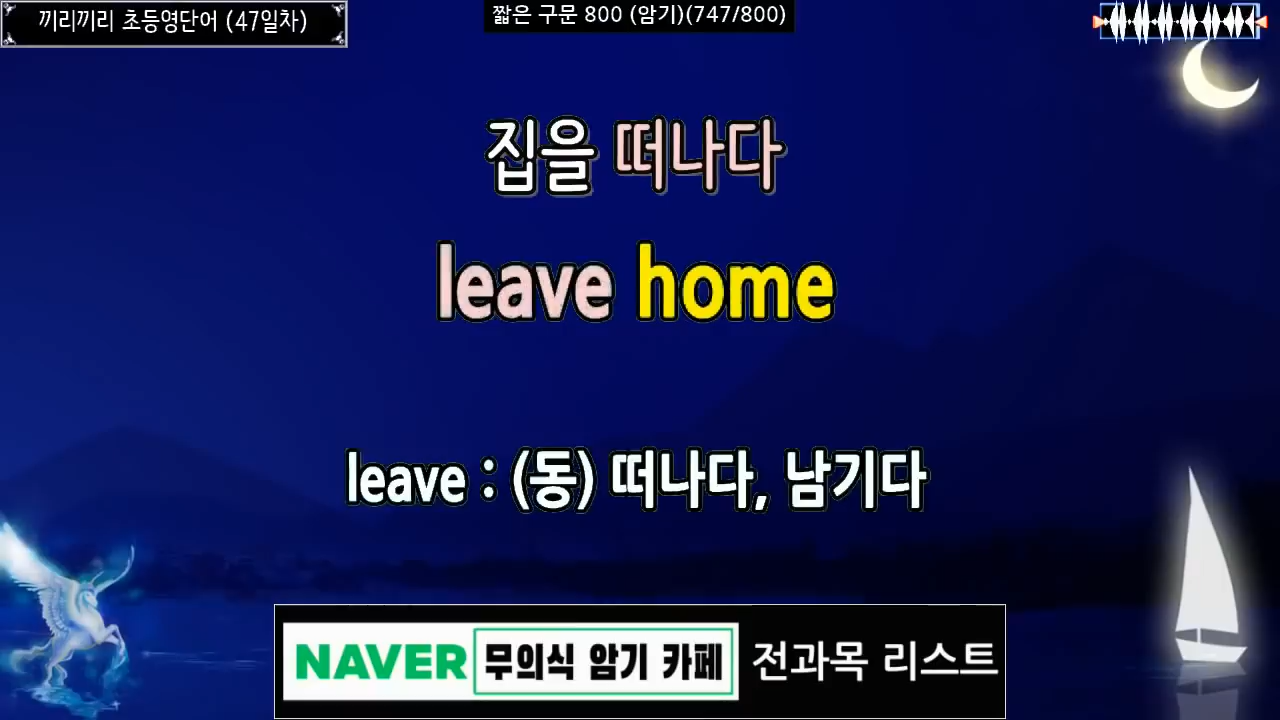 끼리끼리 초등영단어 (47일차)
짧은 구문 800 (암기)(747/800)
집을 떠나다
leave home
leave : (동) 떠나다, 남기다
NAVER 무의식 암기 카페 전과목 리스트